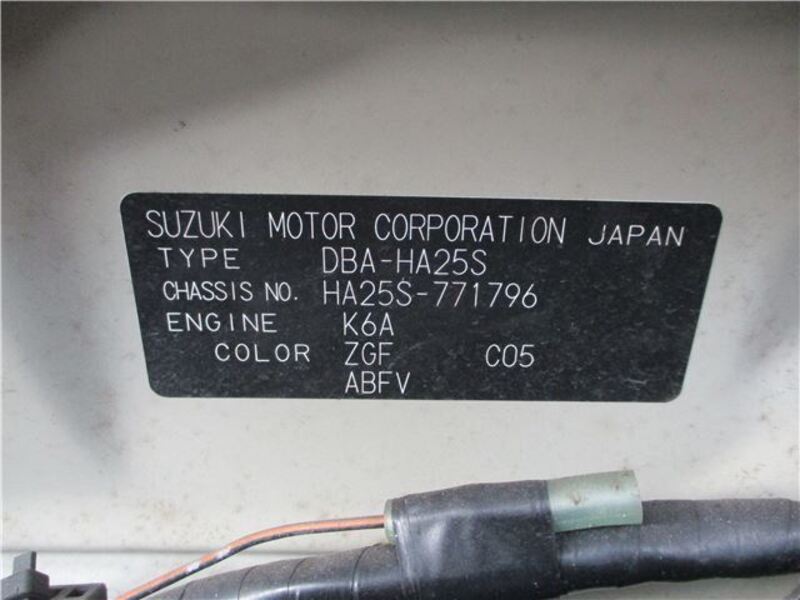 SUZUKI MOTOR CORPORATION JAPAN
TYPE DBA-HA25S
CHASSIS NO. HA25S-771796
ENGINE K6A
COLOR ZGF C05
ABFV